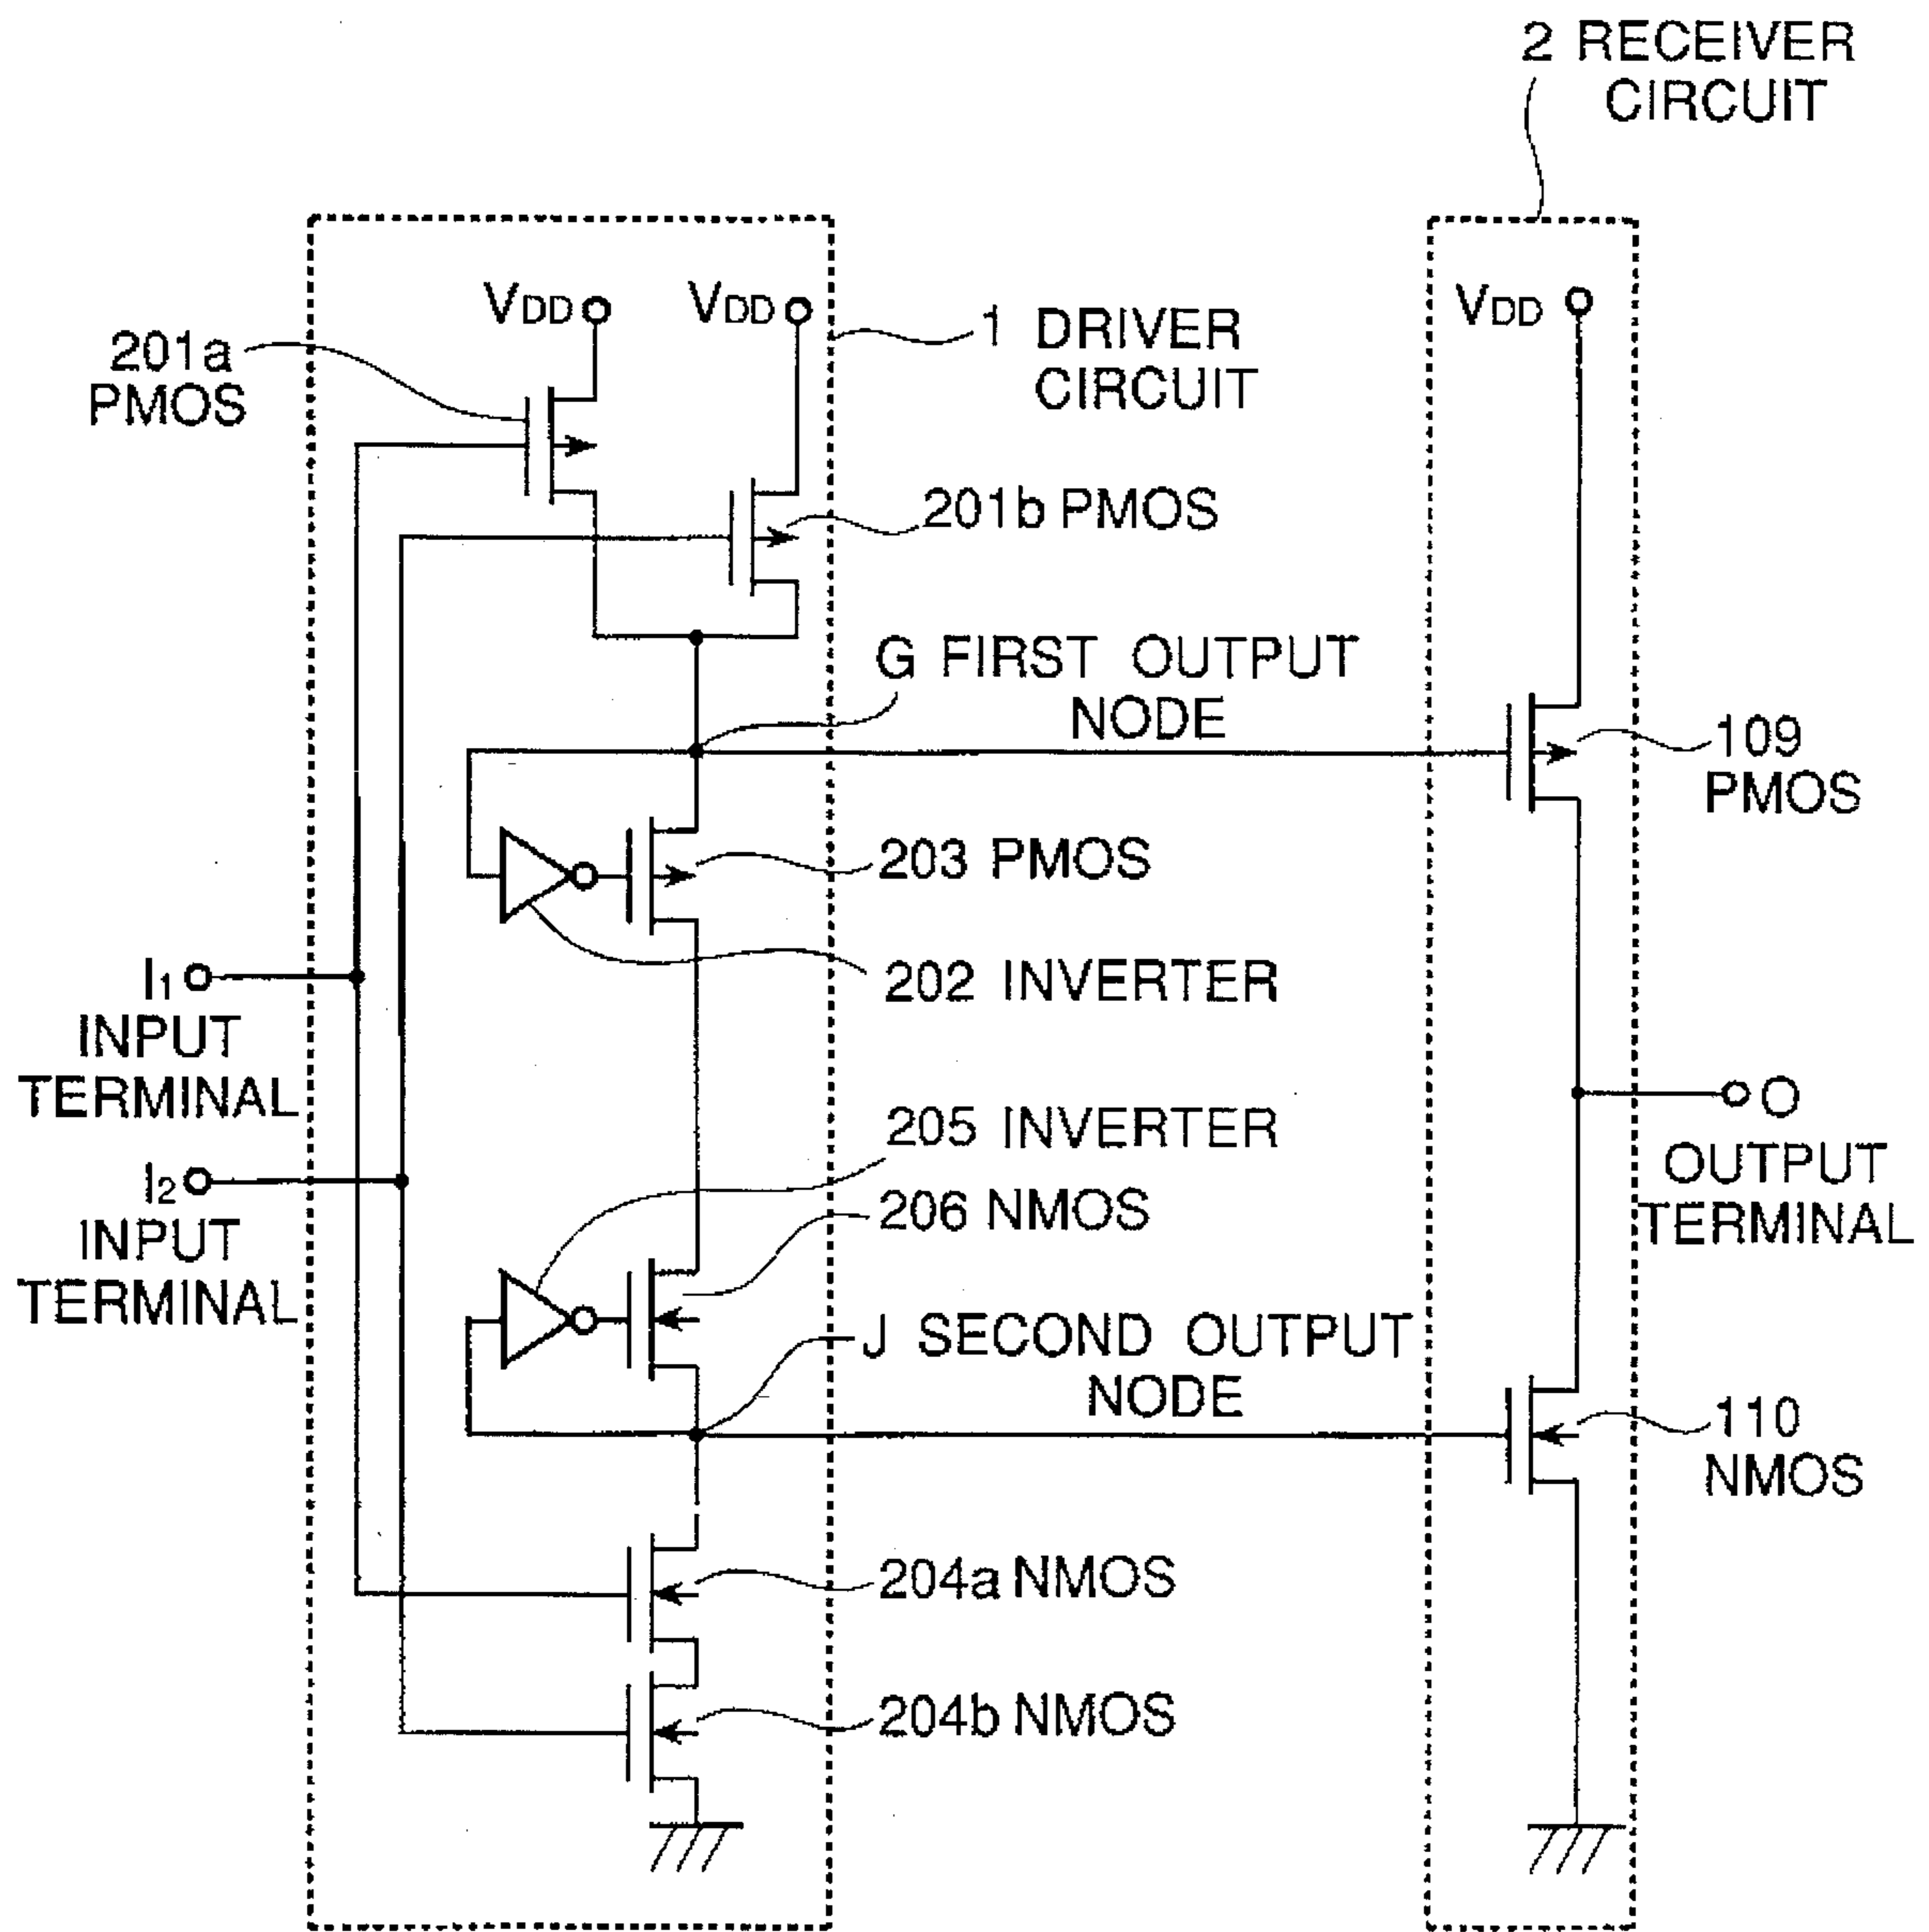 2 RECEIVER
CIRCUIT
VDD
VDD
1 DRIVER
CIRCUIT
VDD
201a
PMOS
201b PMOS
G FIRST OUTPUT
NODE
109
PMOS
203 PMOS
202 INVERTER
I1
INPUT
TERMINAL
205 INVERTER
O
OUTPUT
TERMINAL
I2
INPUT
TERMINAL
206 NMOS
J SECOND OUTPUT
NODE
110
NMOS
204a NMOS
204b NMOS